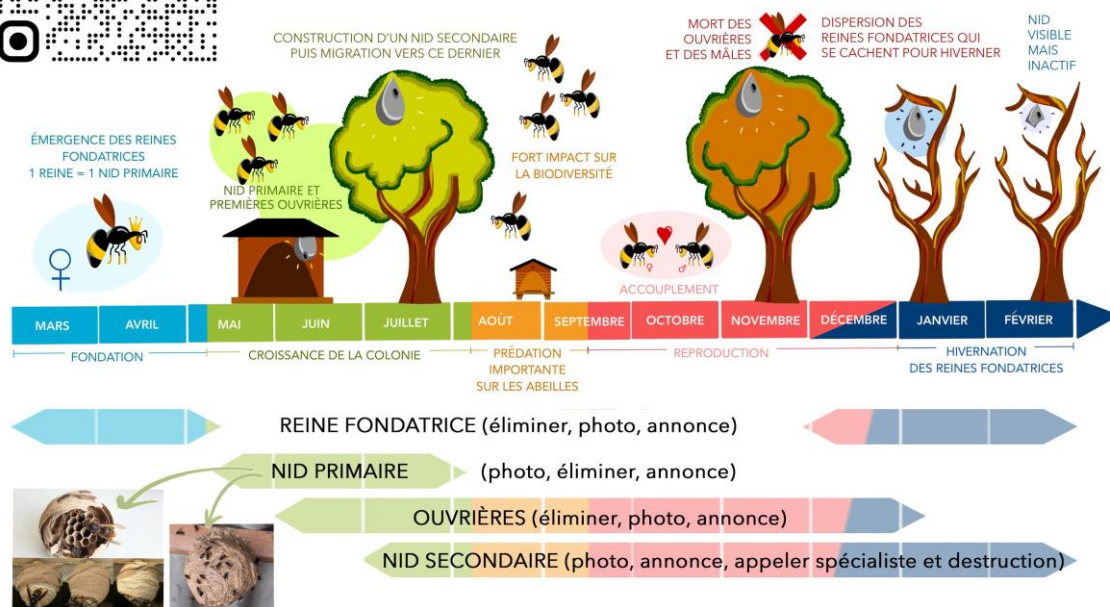 CONSTRUCTION D'UN NID SECONDAIRE
PUIS MIGRATION VERS CE DERNIER
MORT DES
OUVRIÈRES
ET DES MÂLES
DISPERSION DES
REINES FONDATRICES QUI
SE CACHENT POUR HIVERNER
NID
VISIBLE
MAIS
INACTIF
ÉMERGENCE DES REINES
FONDATRICES
1 REINE = 1 NID PRIMAIRE
NID PRIMAIRE ET
PREMIÈRES OUVRIÈRES
FORT IMPACT SUR
LA BIODIVERSITÉ
♀
♀ ♂
ACCOUPLEMENT
MARS AVRIL MAI JUIN JUILLET AOÛT SEPTEMBRE OCTOBRE NOVEMBRE DÉCEMBRE JANVIER FÉVRIER
FONDATION
CROISSANCE DE LA COLONIE
PRÉDATION
IMPORTANTE
SUR LES ABEILLES
REPRODUCTION
HIVERNATION
DES REINES FONDATRICES
REINE FONDATRICE (éliminer, photo, annonce)
NID PRIMAIRE (photo, éliminer, annonce)
OUVRIÈRES (éliminer, photo, annonce)
NID SECONDAIRE (photo, annonce, appeler spécialiste et destruction)